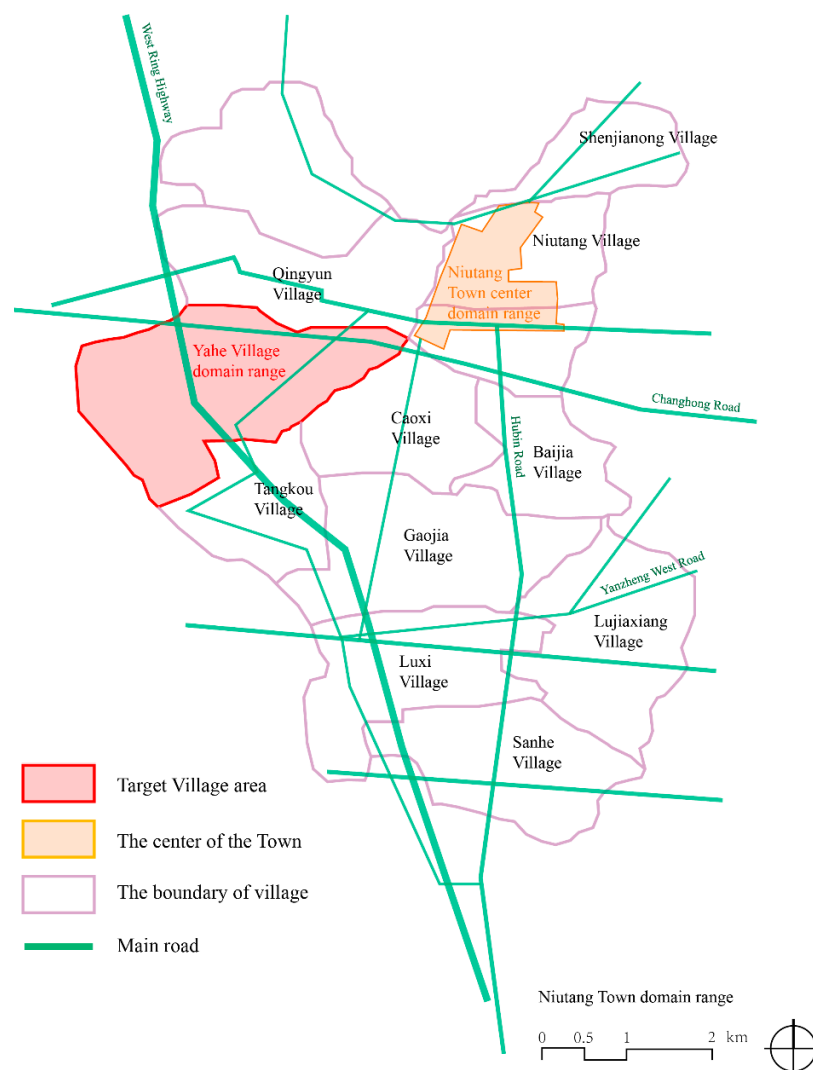 West Ring Highway
Shenjianong Village
Niutang Village
Qingyun
Village
Niutang
Town center
domain range
Yahe Village
domain range
Changhong Road
Caoxi
Village
Hubin Road
Baijia
Village
Tangkou
Village
Gaojia
Village
Yanzheng West Road
Lujiaxiang
Village
Luxi
Village
Sanhe
Village
Target Village area
The center of the Town
The boundary of village
Main road
Niutang Town domain range
0 0.5 1 2 km